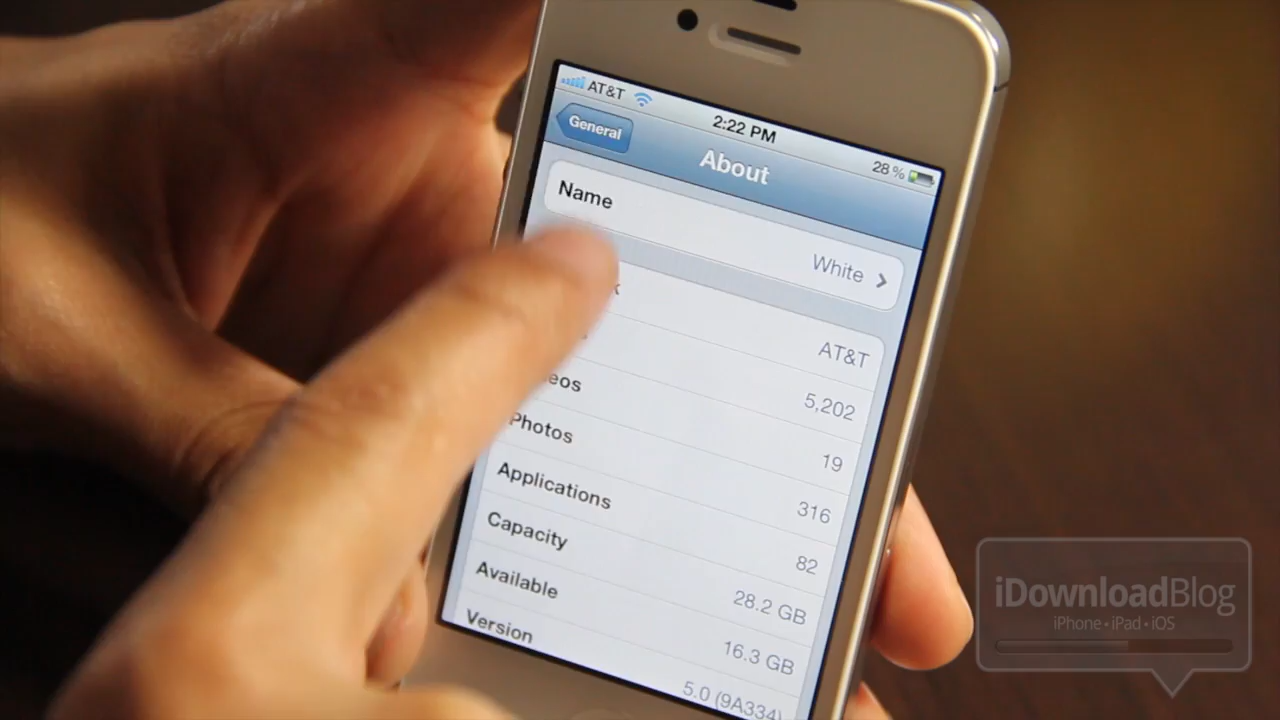 AT&T 2:22 PM 28%
General About
Name White
AT&T
5,202
eos 19
Photos 316
Applications 82
Capacity 28.2 GB
Available 16.3 GB
Version 5.0 (9A334)
iDownloadBlog
iPhone • iPad • iOS